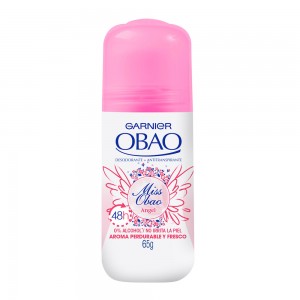 GARNIER
OBAO
DESODORANTE - ANTITRANSPIRANTE
Miss
Obao
Angel
48h
0% ALCOHOL Y NO IRRITA LA PIEL
AROMA PERDURABLE Y FRESCO
65g